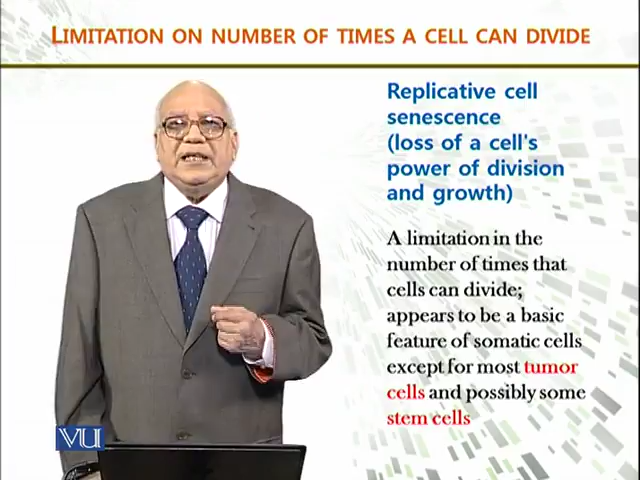 LIMITATION ON NUMBER OF TIMES A CELL CAN DIVIDE
Replicative cell
senescence
(loss of a cell's
power of division
and growth)
A limitation in the
number of times that
cells can divide;
appears to be a basic
feature of somatic cells
except for most tumor
cells and possibly some
stem cells
VU